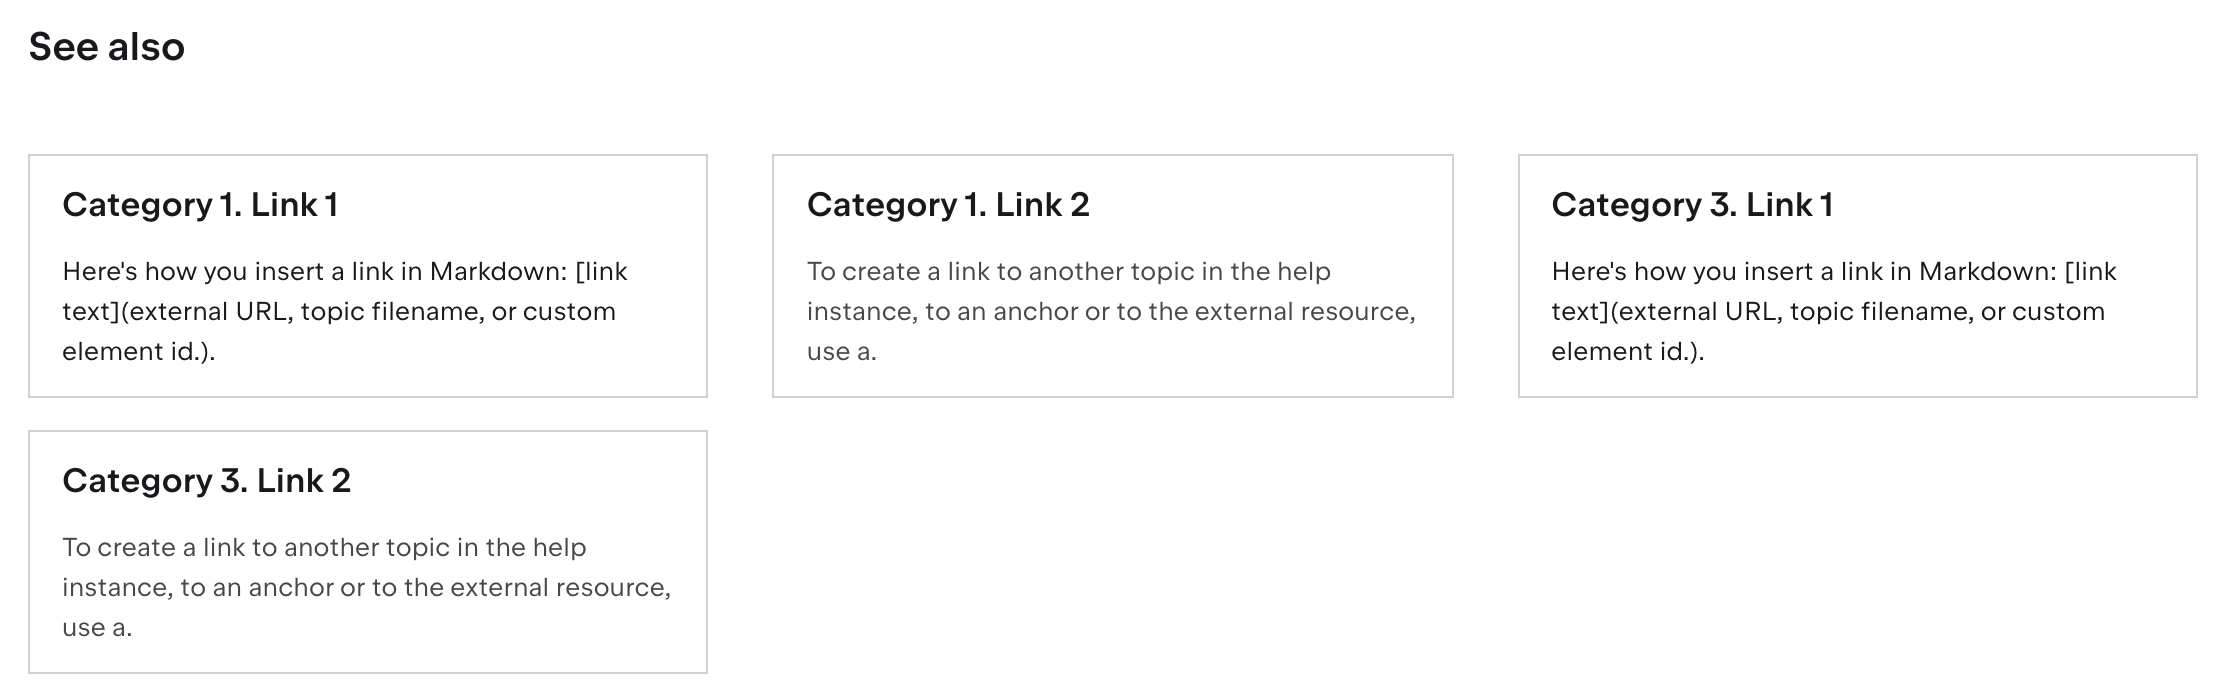 See also
Category 1. Link 1
Here's how you insert a link in Markdown: [link
text](external URL, topic filename, or custom
element id.).
Category 1. Link 2
To create a link to another topic in the help
instance, to an anchor or to the external resource,
use a.
Category 3. Link 1
Here's how you insert a link in Markdown: [link
text](external URL, topic filename, or custom
element id.).
Category 3. Link 2
To create a link to another topic in the help
instance, to an anchor or to the external resource,
use a.